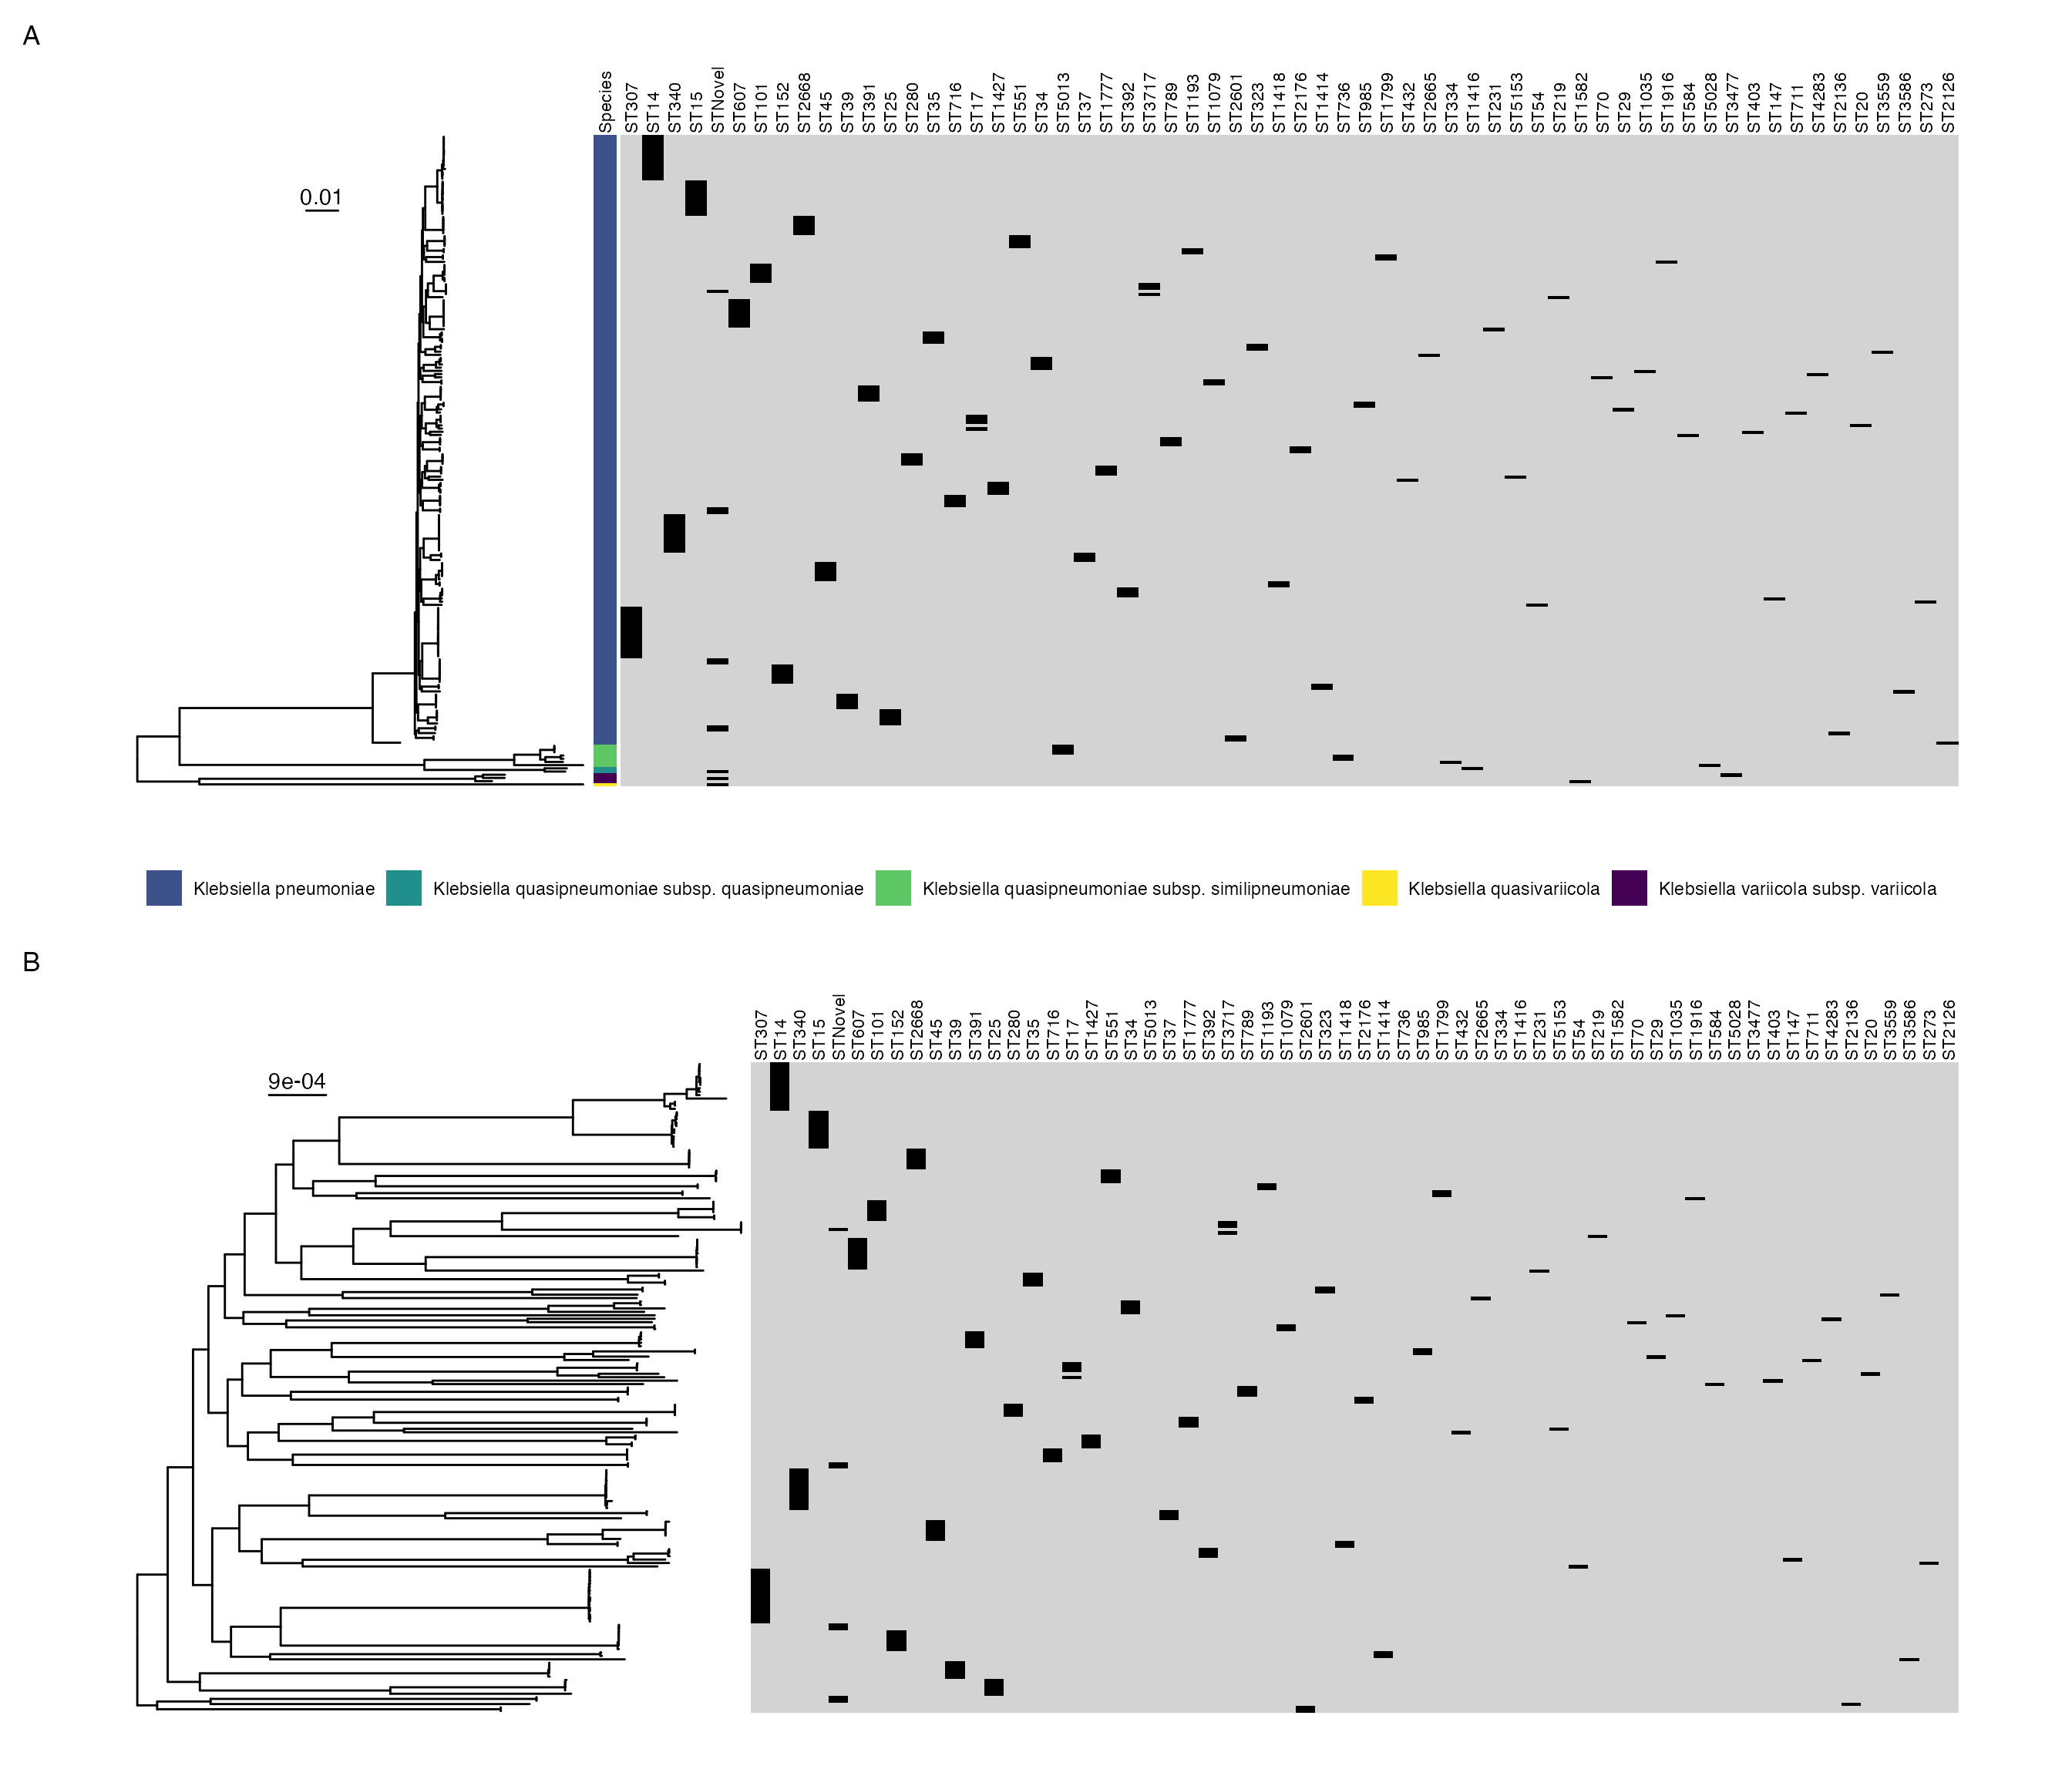 A
Species ST307 ST14 ST340 ST15 STNovel ST607 ST101 ST152 ST2668 ST45 ST39 ST391 ST25 ST280 ST35 ST716 ST17 ST1427 ST551 ST34 ST5013 ST37 ST1777 ST392 ST3717 ST789 ST1193 ST1079 ST2601 ST323 ST1418 ST2176 ST1414 ST736 ST985 ST1799 ST432 ST2665 ST334 ST1416 ST231 ST5153 ST54 ST219 ST1582 ST70 ST29 ST1035 ST1916 ST584 ST5028 ST3477 ST403 ST147 ST711 ST4283 ST2136 ST20 ST3559 ST3586 ST273 ST2126
0.01
Klebsiella pneumoniae Klebsiella quasipneumoniae subsp. quasipneumoniae Klebsiella quasipneumoniae subsp. similipneumoniae Klebsiella quasivariicola Klebsiella variicola subsp. variicola
B
ST307 ST14 ST340 ST15 STNovel ST607 ST101 ST152 ST2668 ST45 ST39 ST391 ST25 ST280 ST35 ST716 ST17 ST1427 ST551 ST34 ST5013 ST37 ST1777 ST392 ST3717 ST789 ST1193 ST1079 ST2601 ST323 ST1418 ST2176 ST1414 ST736 ST985 ST1799 ST432 ST2665 ST334 ST1416 ST231 ST5153 ST54 ST219 ST1582 ST70 ST29 ST1035 ST1916 ST584 ST5028 ST3477 ST403 ST147 ST711 ST4283 ST2136 ST20 ST3559 ST3586 ST273 ST2126
9e-04